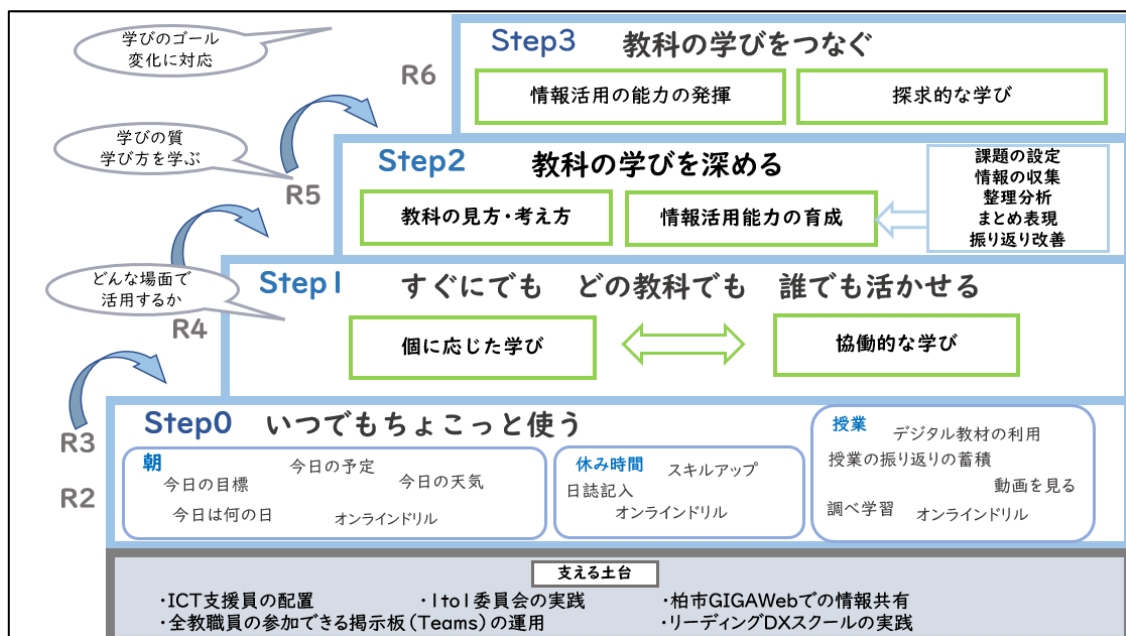 学びのゴール
変化に対応
R6
Step3 教科の学びをつなぐ
情報活用の能力の発揮
探求的な学び
学びの質
学び方を学ぶ
R5
Step2 教科の学びを深める
教科の見方・考え方
情報活用能力の育成
課題の設定
情報の収集
整理分析
まとめ表現
振り返り改善
どんな場面で
活用するか
R4
Step1 すぐにでも どの教科でも 誰でも活かせる
個に応じた学び
協働的な学び
R3
R2
Step0 いつでもちょこっと使う
朝
今日の予定
今日の目標
今日の天気
今日は何の日
オンラインドリル
休み時間
スキルアップ
日誌記入
オンラインドリル
授業
デジタル教材の利用
授業の振り返りの蓄積
動画を見る
調べ学習
オンラインドリル
支える土台
・ICT支援員の配置 ・1to1委員会の実践 ・柏市GIGAWebでの情報共有
・全教職員の参加できる掲示板(Teams)の運用 ・リーディングDXスクールの実践